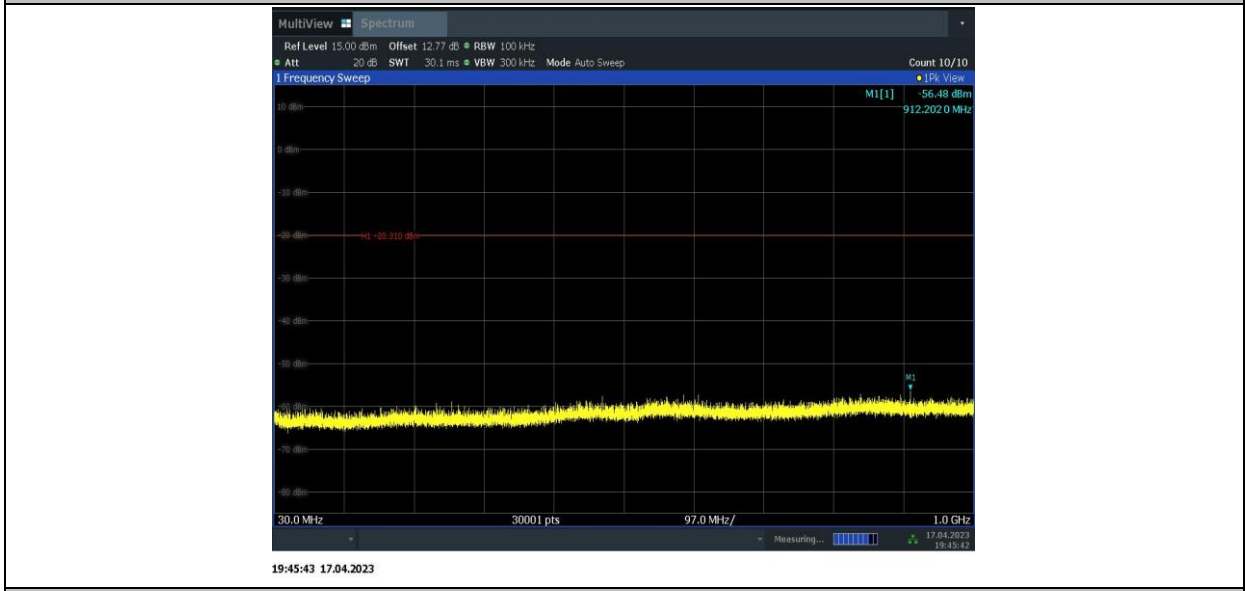 MultiView Spectrum
Ref Level 15.00 dBm Offset 12.77 dB RBW 100 kHz
Att 20 dB SWT 30.1 ms VBW 300 kHz Mode Auto Sweep Count 10/10
1 Frequency Sweep 1Pk View
M1[1] -56.48 dBm
912.2020 MHz
10 dBm
0 dBm
-10 dBm
-20 dBm H1 -20.310 dBm
-30 dBm
-40 dBm
-50 dBm
M1
-60 dBm
-70 dBm
-80 dBm
30.0 MHz 30001 pts 97.0 MHz/ 1.0 GHz
Measuring... 17.04.2023
19:45:42
19:45:43 17.04.2023